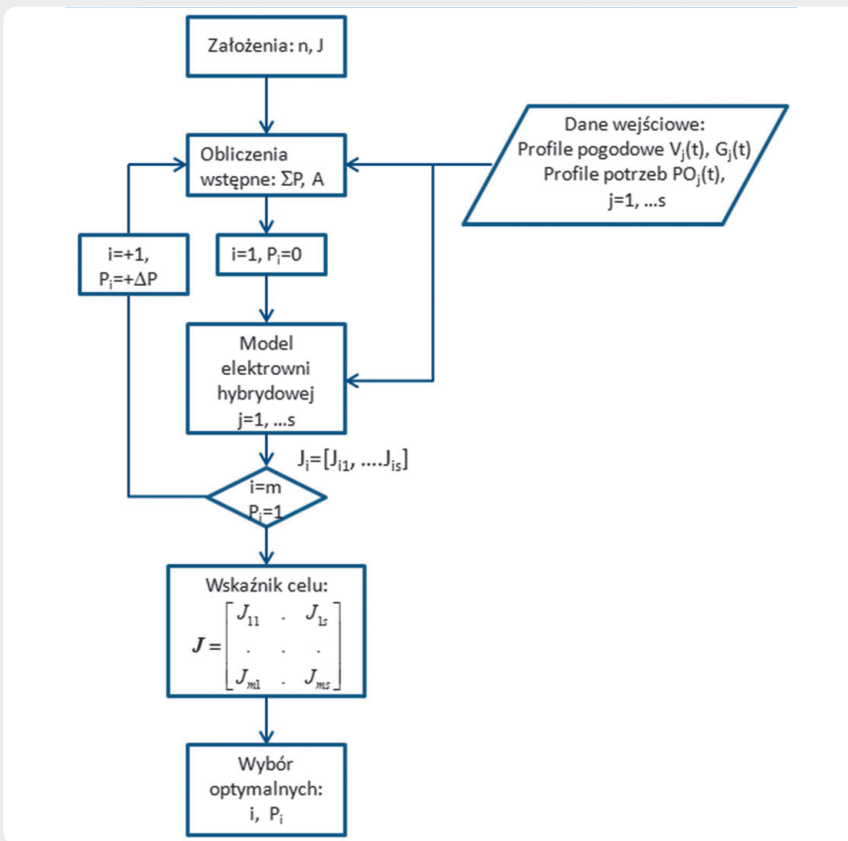 Założenia: n, J
Dane wejściowe:
Profile pogodowe Vⱼ(t), Gⱼ(t)
Profile potrzeb POⱼ(t),
j=1, ...s
Obliczenia
wstępne: ΣP, A
i=+1,
Pᵢ=+ΔP
i=1, Pᵢ=0
Model
elektrowni
hybrydowej
j=1, ...s
Jᵢ=[Jᵢ₁, ....Jᵢₛ]
i=m
Pᵢ=1
Wskaźnik celu:
J₁₁ . J₁ₛ
J = . . .
Jₘ₁ . Jₘₛ
Wybór
optymalnych:
i, Pᵢ